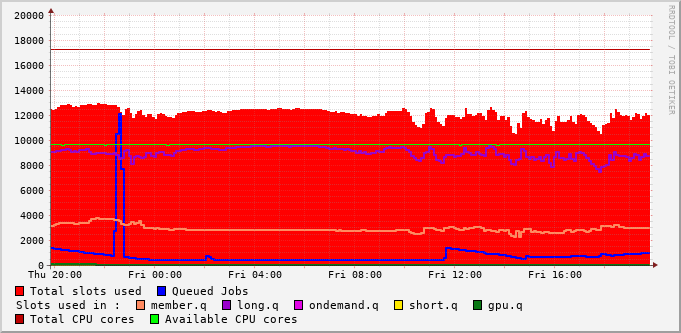 20000
18000
16000
14000
12000
10000
8000
6000
4000
2000
0
Thu 20:00 Fri 00:00 Fri 04:00 Fri 08:00 Fri 12:00 Fri 16:00
RRDTOOL / TOBI OETIKER
Total slots used Queued Jobs
Slots used in : member.q long.q ondemand.q short.q gpu.q
Total CPU cores Available CPU cores